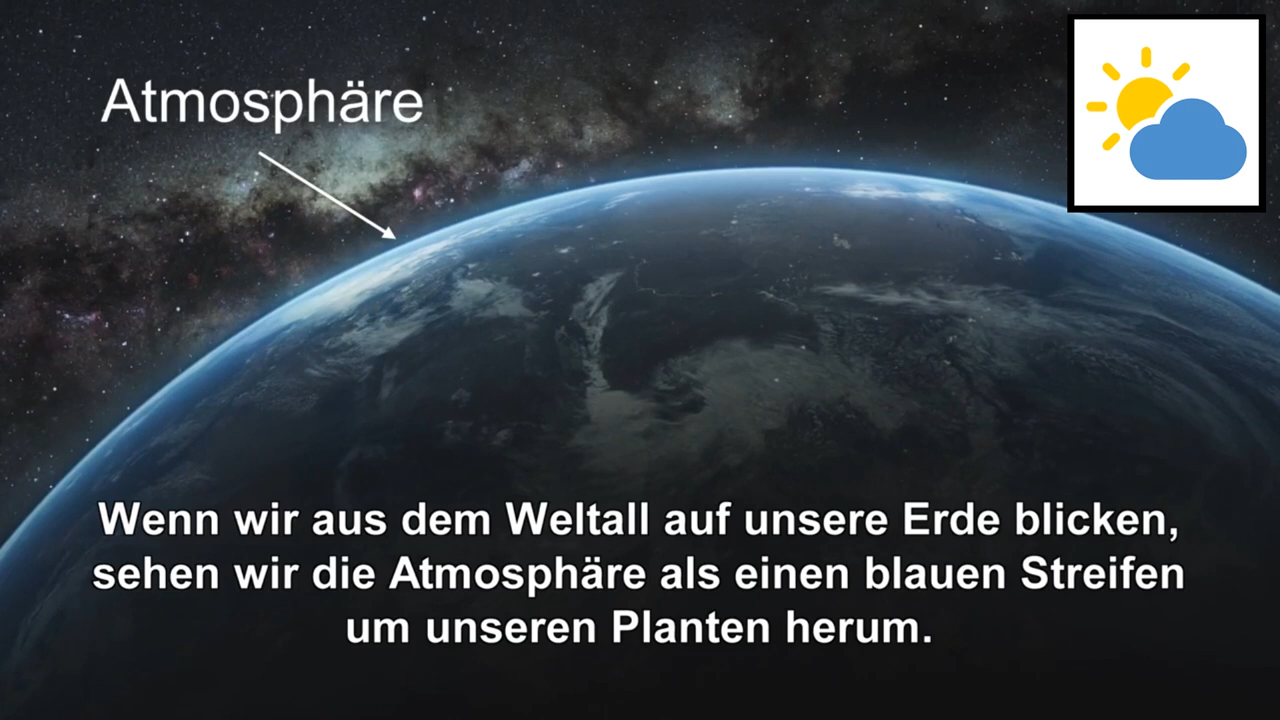 Atmosphäre
Wenn wir aus dem Weltall auf unsere Erde blicken,
sehen wir die Atmosphäre als einen blauen Streifen
um unseren Planten herum.